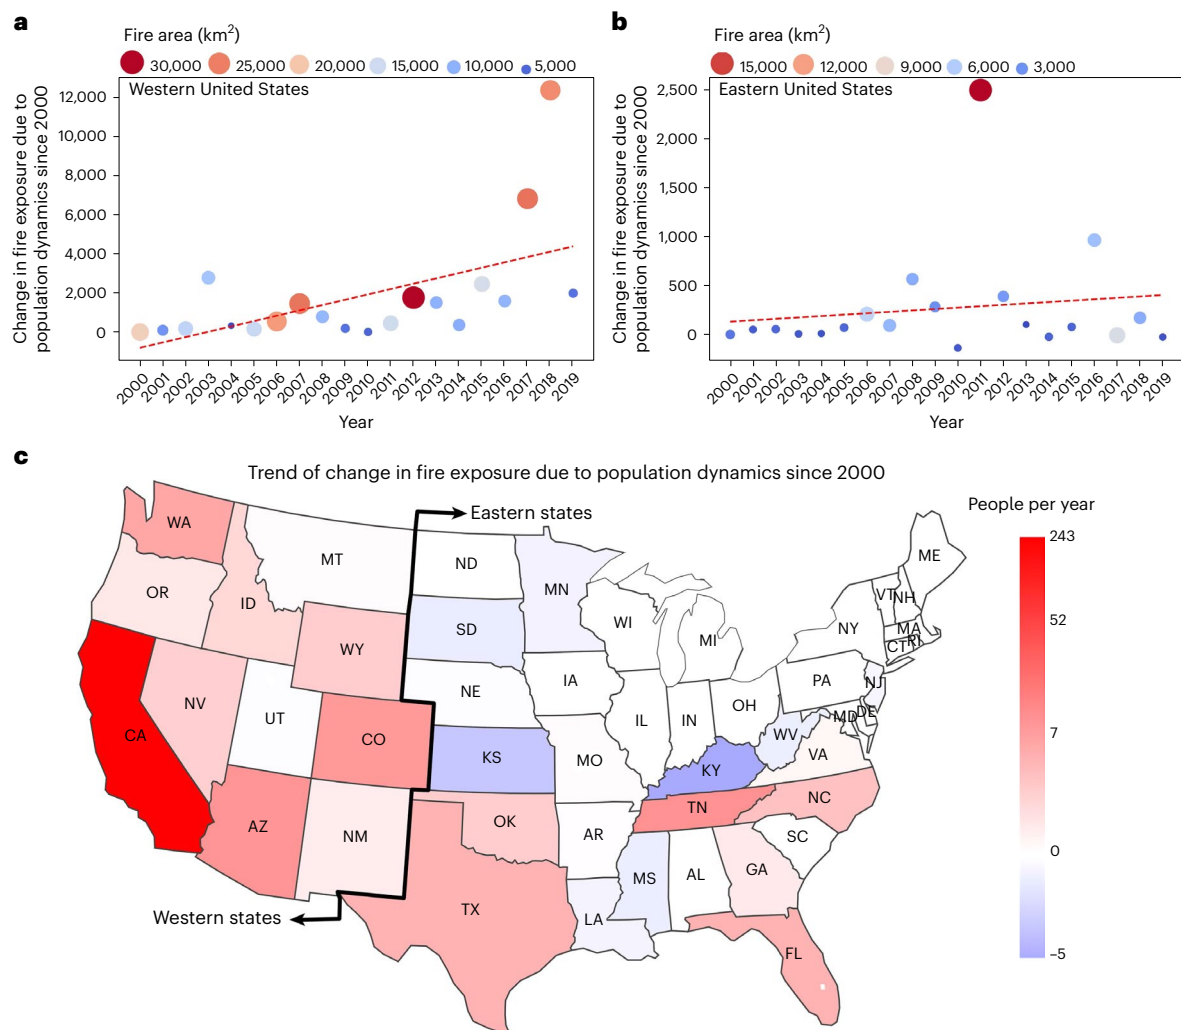 a
Fire area (km²)
30,000 25,000 20,000 15,000 10,000 5,000
Western United States
Change in fire exposure due to
population dynamics since 2000
12,000
10,000
8,000
6,000
4,000
2,000
0
2000 2001 2002 2003 2004 2005 2006 2007 2008 2009 2010 2011 2012 2013 2014 2015 2016 2017 2018 2019
Year
b
Fire area (km²)
15,000 12,000 9,000 6,000 3,000
Eastern United States
Change in fire exposure due to
population dynamics since 2000
2,500
2,000
1,500
1,000
500
0
2000 2001 2002 2003 2004 2005 2006 2007 2008 2009 2010 2011 2012 2013 2014 2015 2016 2017 2018 2019
Year
c
Trend of change in fire exposure due to population dynamics since 2000
Eastern states
Western states
WA
OR
ID
MT
WY
CA
NV
UT
CO
AZ
NM
ND
SD
NE
KS
OK
TX
MN
IA
MO
AR
LA
WI
IL
MI
IN
OH
KY
TN
MS
AL
GA
FL
SC
NC
VA
WV
MD
DE
NJ
PA
NY
CT
RI
MA
VT
NH
ME
People per year
243
52
7
0
–5